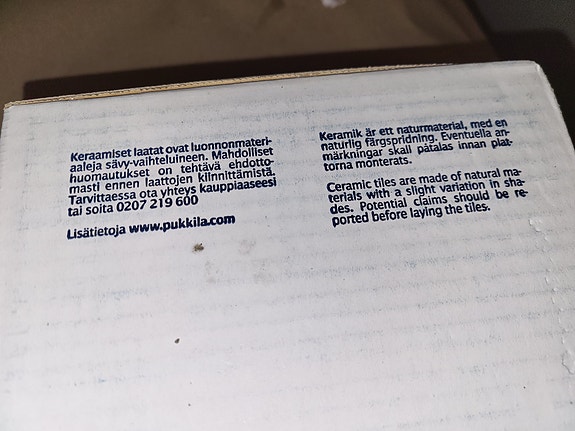 Keraamiset laatat ovat luonnonmateri-
aaleja sävy-vaihteluineen. Mahdolliset
huomautukset on tehtävä ehdotto-
masti ennen laattojen kiinnittämistä.
Tarvittaessa ota yhteys kauppiaaseesi
tai soita 0207 219 600
Lisätietoja www.pukkila.com
Keramik är ett naturmaterial, med en
naturlig färgspridning. Eventuella an-
märkningar skall påtalas innan plat-
torna monterats.
Ceramic tiles are made of natural ma-
terials with a slight variation in sha-
des. Potential claims should be re-
ported before laying the tiles.